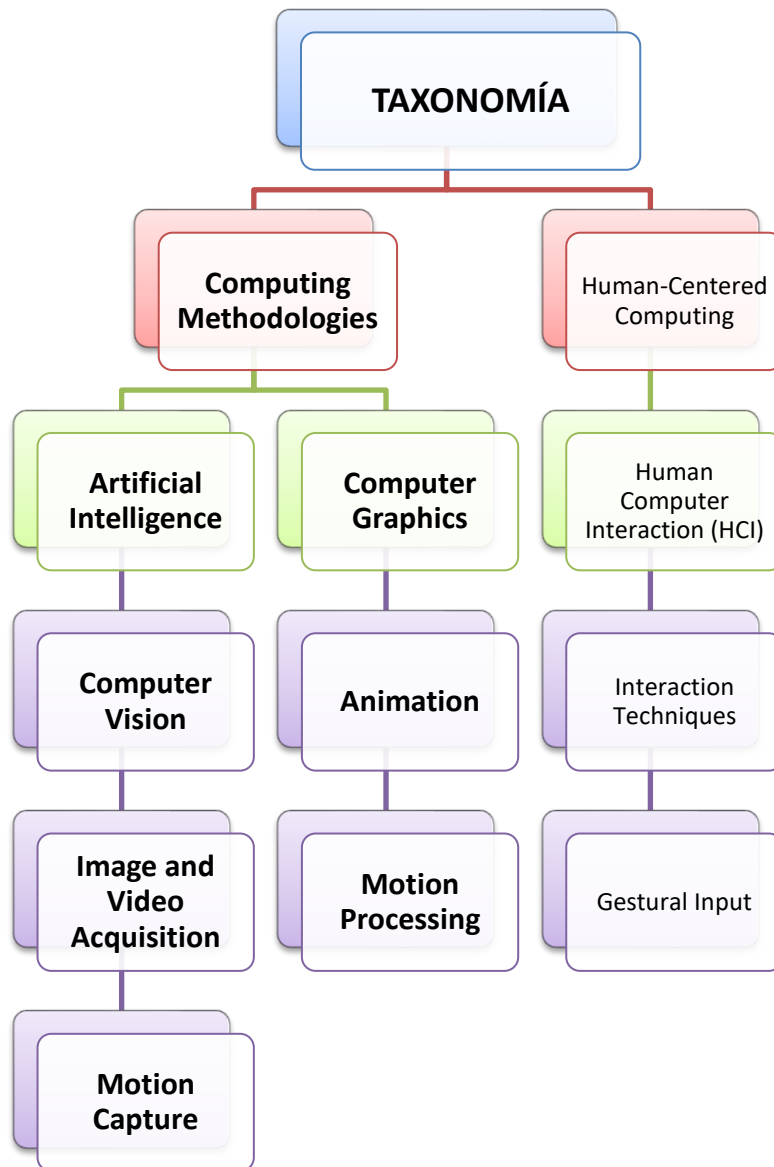 TAXONOMÍA
Computing
Methodologies
Human-Centered
Computing
Artificial
Intelligence
Computer
Graphics
Human
Computer
Interaction (HCI)
Computer
Vision
Animation
Interaction
Techniques
Image and
Video
Acquisition
Motion
Processing
Gestural Input
Motion
Capture